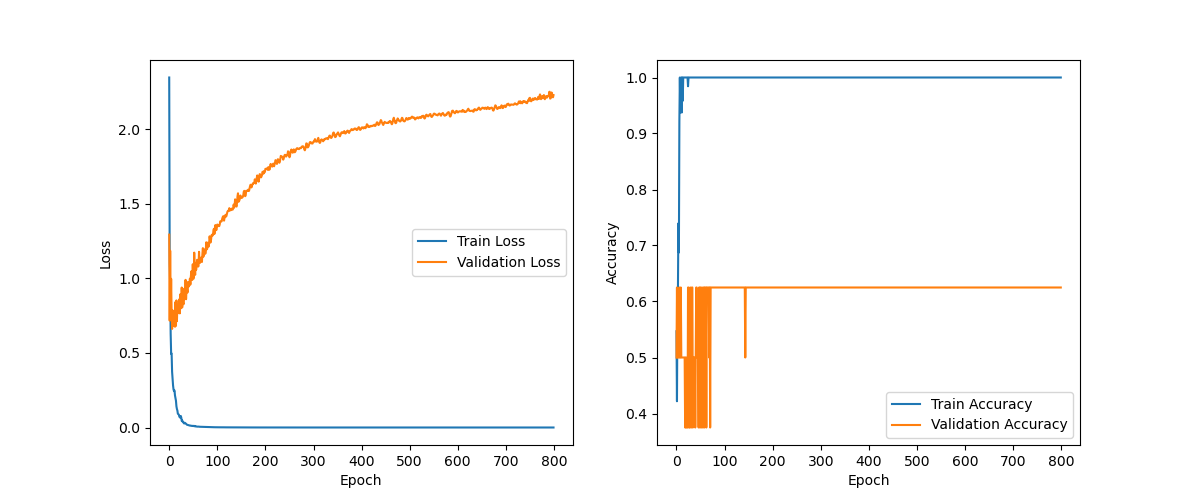 2.0
1.5
1.0
0.5
0.0
Loss
Train Loss
Validation Loss
0 100 200 300 400 500 600 700 800
Epoch
1.0
0.9
0.8
0.7
0.6
0.5
0.4
Accuracy
Train Accuracy
Validation Accuracy
0 100 200 300 400 500 600 700 800
Epoch